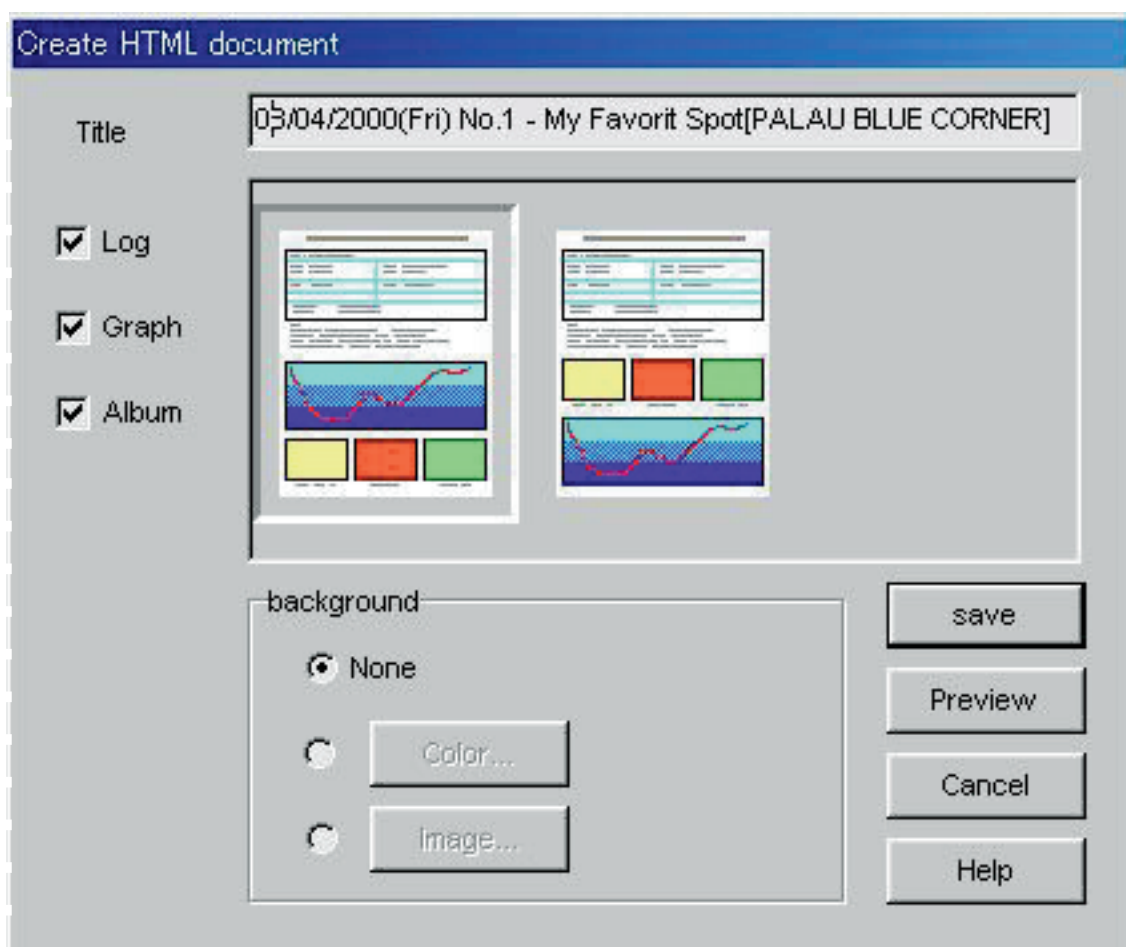 Create HTML document
Title
03/04/2000(Fri) No.1 - My Favorit Spot[PALAU BLUE CORNER]
Log
Graph
Album
background
None
Color...
Image...
save
Preview
Cancel
Help